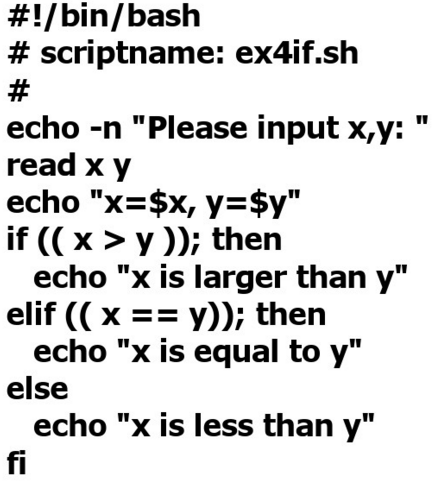 #!/bin/bash
# scriptname: ex4if.sh
#
echo -n "Please input x,y: "
read x y
echo "x=$x, y=$y"
if (( x > y )); then
   echo "x is larger than y"
elif (( x == y)); then
   echo "x is equal to y"
else
   echo "x is less than y"
fi